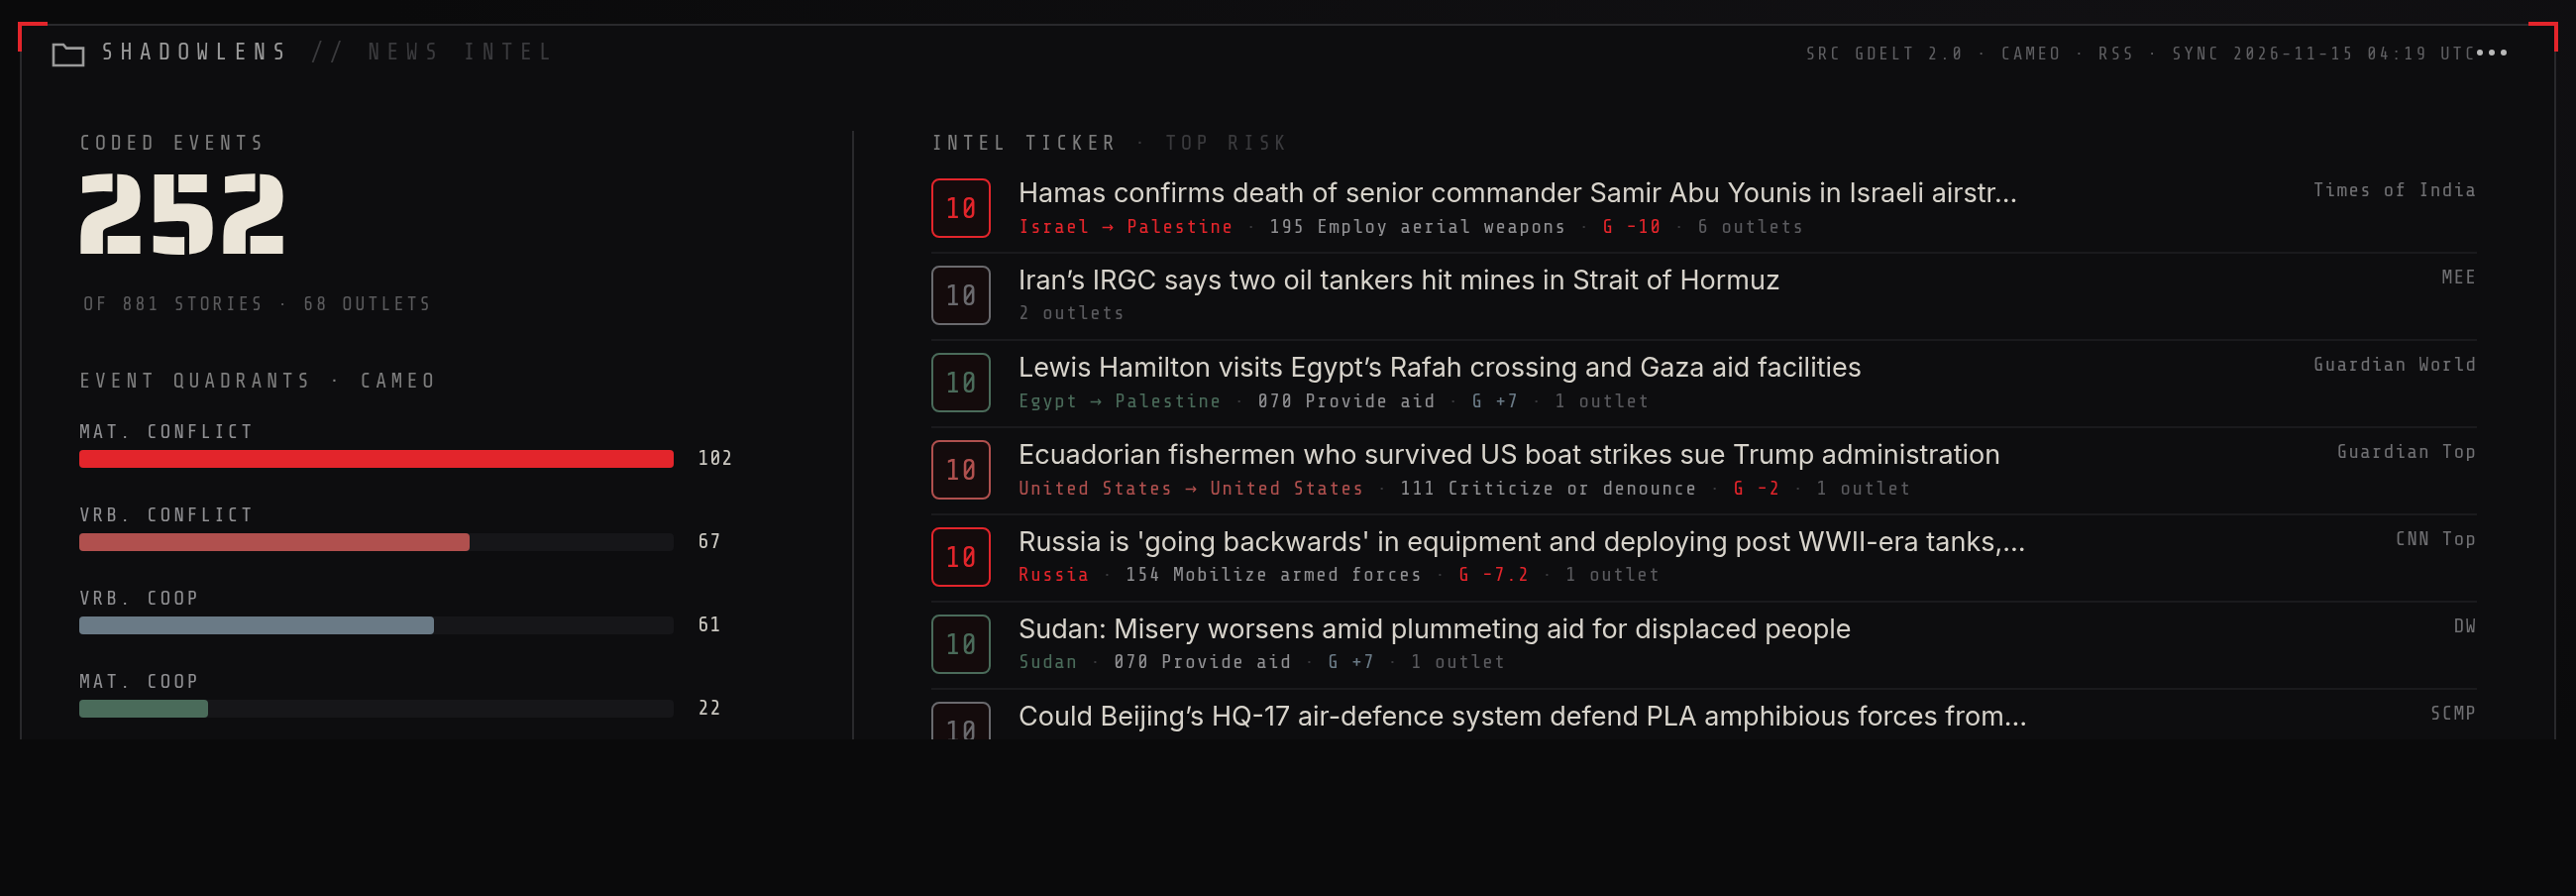 SHADOWLENS // NEWS INTEL
SRC GDELT 2.0 · CAMEO · RSS · SYNC 2026-11-15 04:19 UTC
CODED EVENTS
252
OF 881 STORIES · 68 OUTLETS
EVENT QUADRANTS · CAMEO
MAT. CONFLICT
102
VRB. CONFLICT
67
VRB. COOP
61
MAT. COOP
22
INTEL TICKER · TOP RISK
10 Hamas confirms death of senior commander Samir Abu Younis in Israeli airstr… Times of India
Israel → Palestine · 195 Employy aerial weapons · G -10 · 6 outlets
10 Iran’s IRGC says two oil tankers hit mines in Strait of Hormuz MEE
2 outlets
10 Lewis Hamilton visits Egypt’s Rafah crossing and Gaza aid facilities Guardian World
Egypt → Palestine · 070 Provide aid · G +7 · 1 outlet
10 Ecuadorian fishermen who survived US boat strikes sue Trump administration Guardian Top
United States → United States · 111 Criticize or denounce · G -2 · 1 outlet
10 Russia is 'going backwards' in equipment and deploying post WWII-era tanks,… CNN Top
Russia · 154 Mobilize armed forces · G -7.2 · 1 outlet
10 Sudan: Misery worsens amid plummeting aid for displaced people DW
Sudan · 070 Provide aid · G +7 · 1 outlet
10 Could Beijing’s HQ-17 air-defence system defend PLA amphibious forces from… SCMP